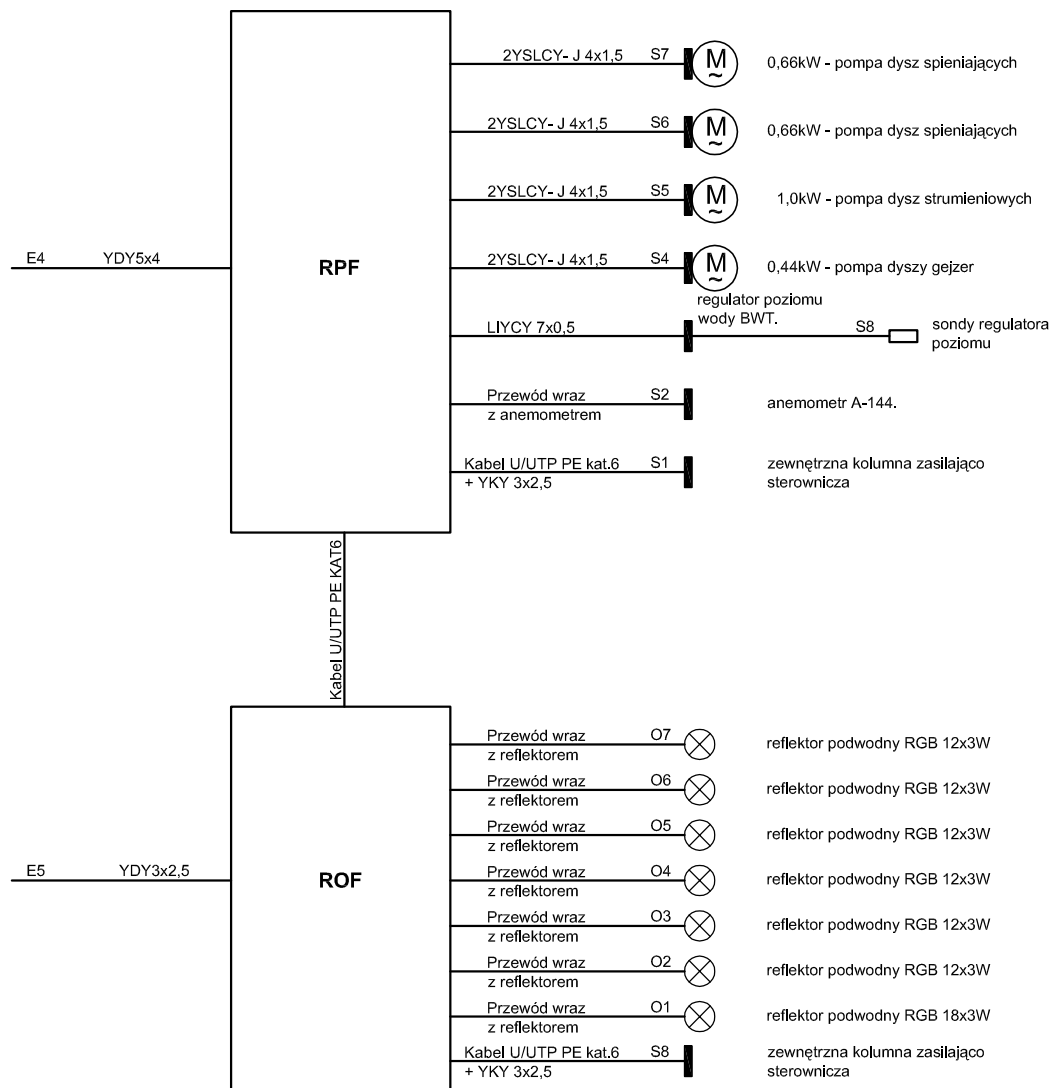 2YSLCY- J 4x1,5 S7 M ~ 0,66kW - pompa dysz spieniających
2YSLCY- J 4x1,5 S6 M ~ 0,66kW - pompa dysz spieniających
2YSLCY- J 4x1,5 S5 M ~ 1,0kW - pompa dysz strumieniowych
E4 YDY5x4
RPF
2YSLCY- J 4x1,5 S4 M ~ 0,44kW - pompa dyszy gejzer
regulator poziomu
wody BWT.
LIYCY 7x0,5
S8 sondy regulatora
poziomu
Przewód wraz S2
z anemometrem
anemometr A-144.
Kabel U/UTP PE kat.6 S1
+ YKY 3x2,5
zewnętrzna kolumna zasilająco
sterownicza
Kabel U/UTP PE KAT6
Przewód wraz O7
z reflektorem
reflektor podwodny RGB 12x3W
Przewód wraz O6
z reflektorem
reflektor podwodny RGB 12x3W
Przewód wraz O5
z reflektorem
reflektor podwodny RGB 12x3W
E5 YDY3x2,5
ROF
Przewód wraz O4
z reflektorem
reflektor podwodny RGB 12x3W
Przewód wraz O3
z reflektorem
reflektor podwodny RGB 12x3W
Przewód wraz O2
z reflektorem
reflektor podwodny RGB 12x3W
Przewód wraz O1
z reflektorem
reflektor podwodny RGB 18x3W
Kabel U/UTP PE kat.6 S8
+ YKY 3x2,5
zewnętrzna kolumna zasilająco
sterownicza